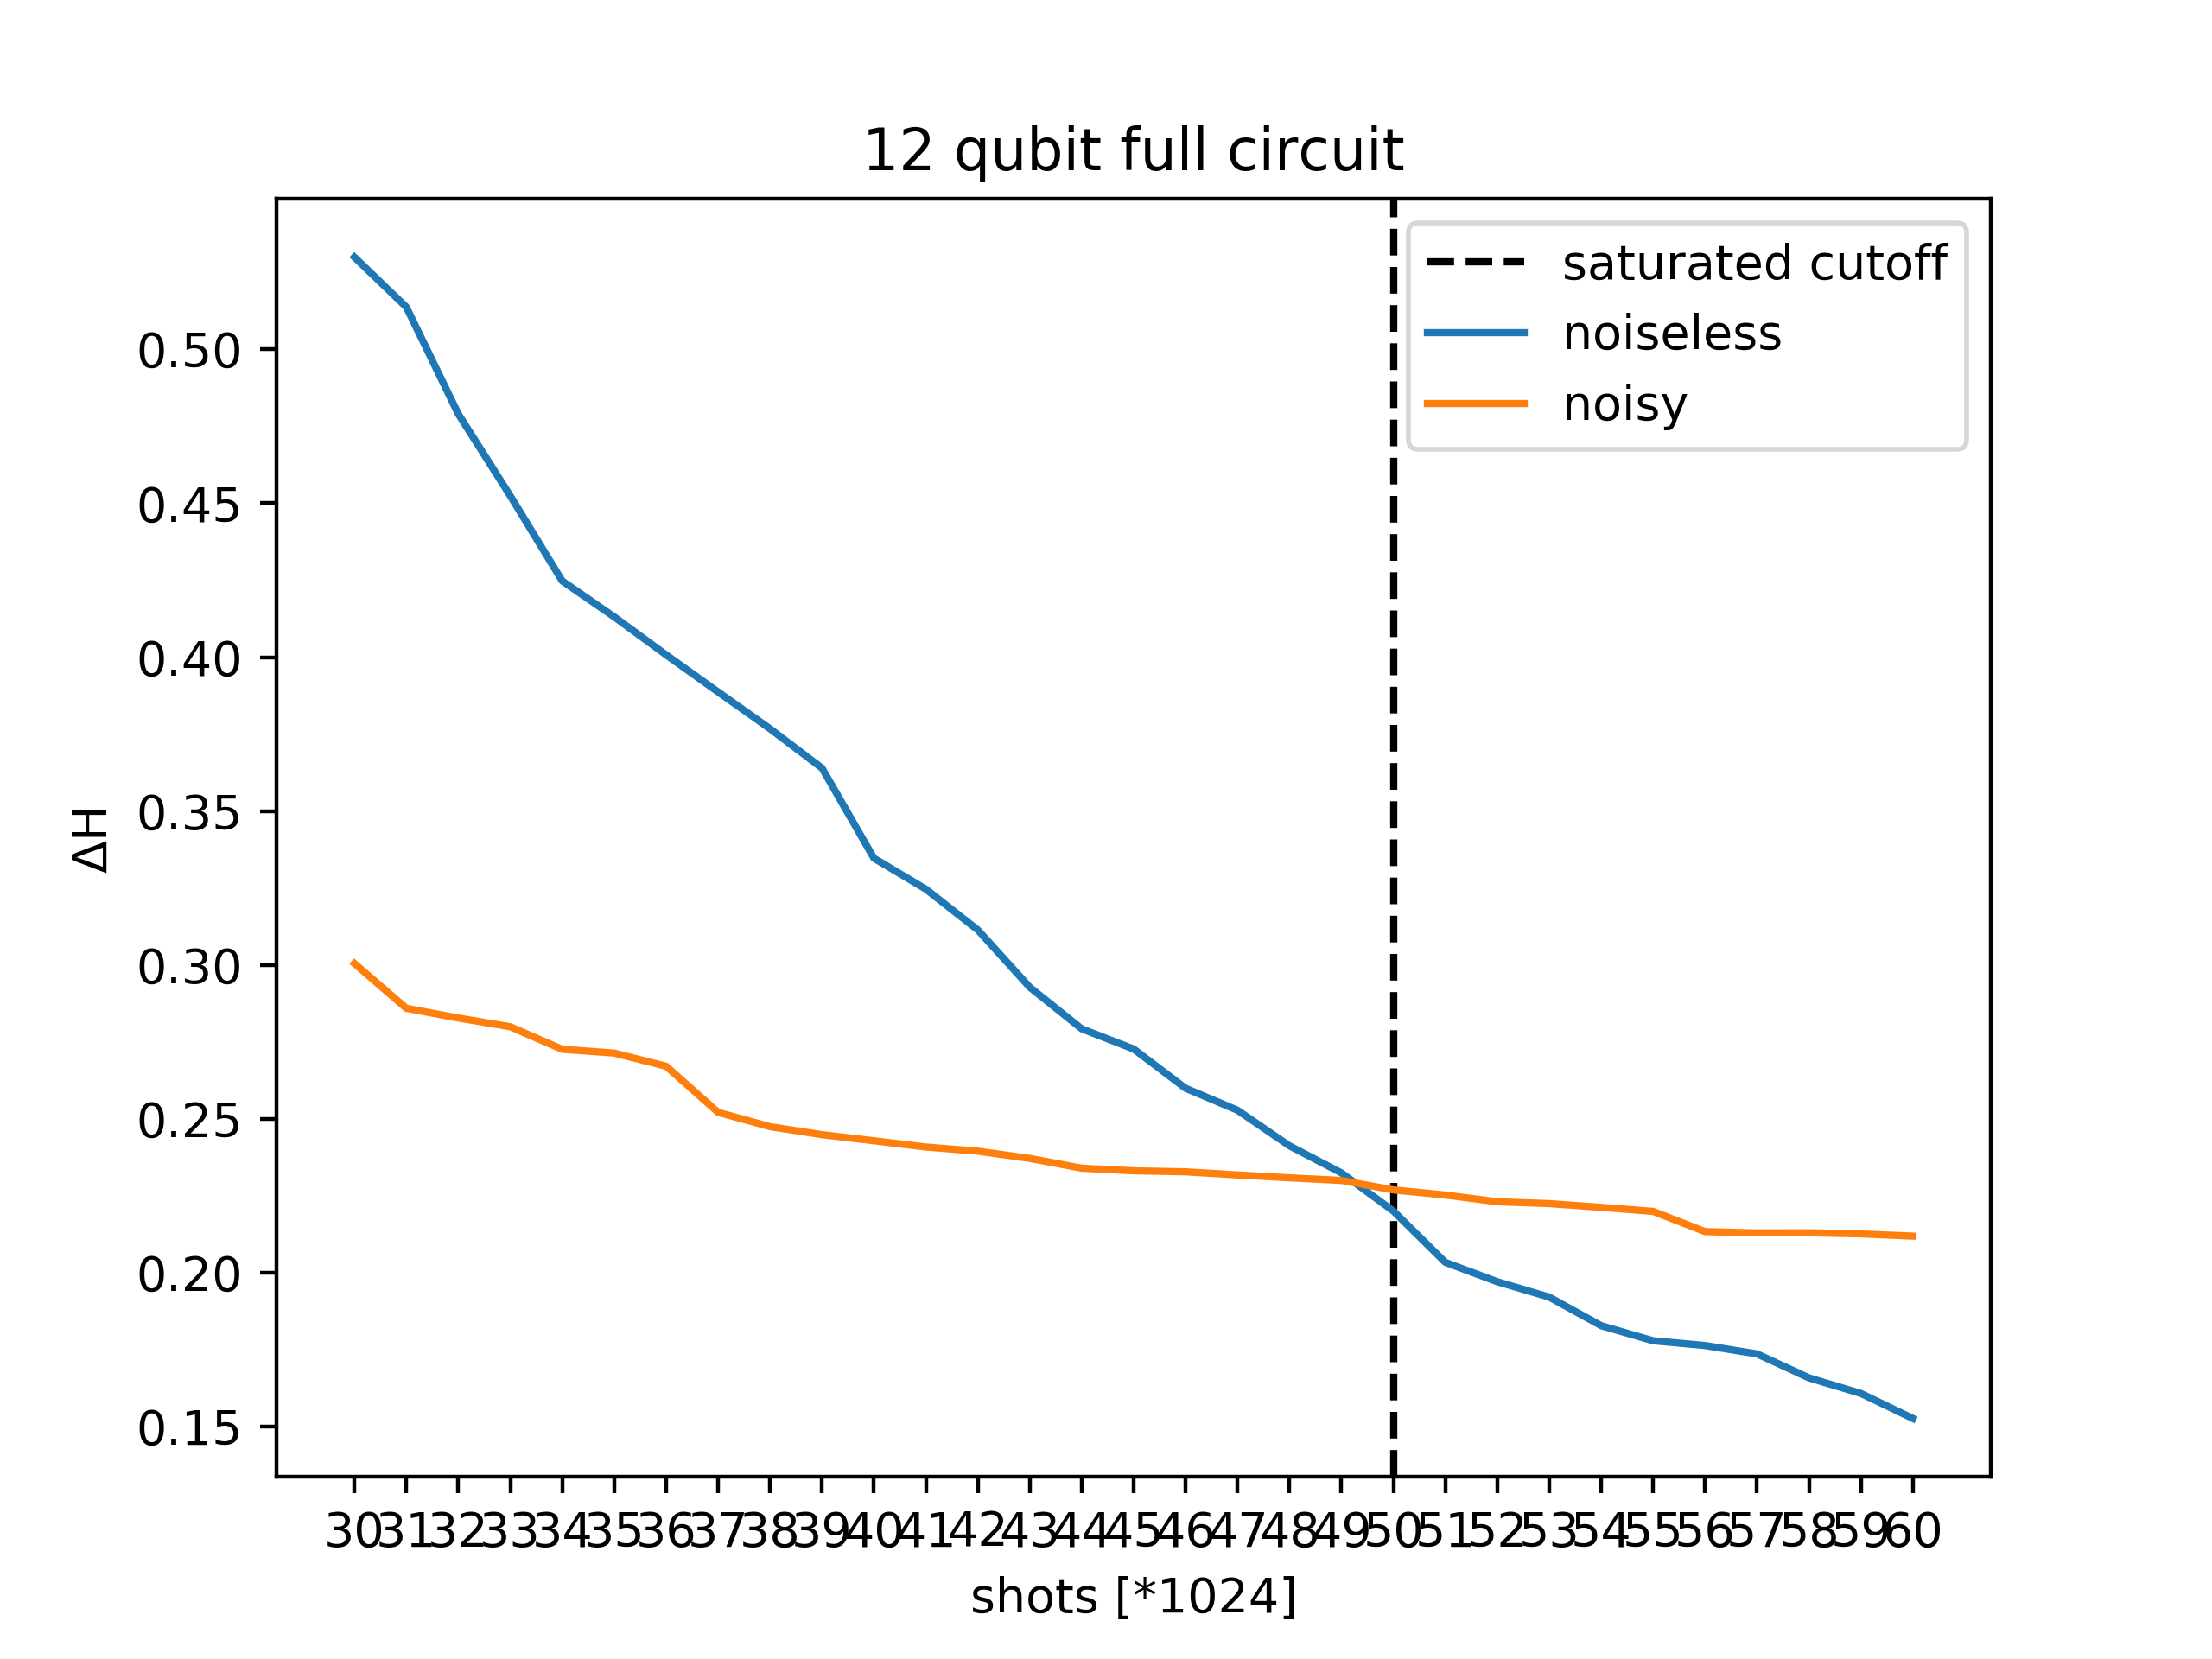 12 qubit full circuit
saturated cutoff
noiseless
noisy
0.50
0.45
0.40
0.35
0.30
0.25
0.20
0.15
ΔH
30 31 32 33 34 35 36 37 38 39 40 41 42 43 44 45 46 47 48 49 50 51 52 53 54 55 56 57 58 59 60
shots [*1024]